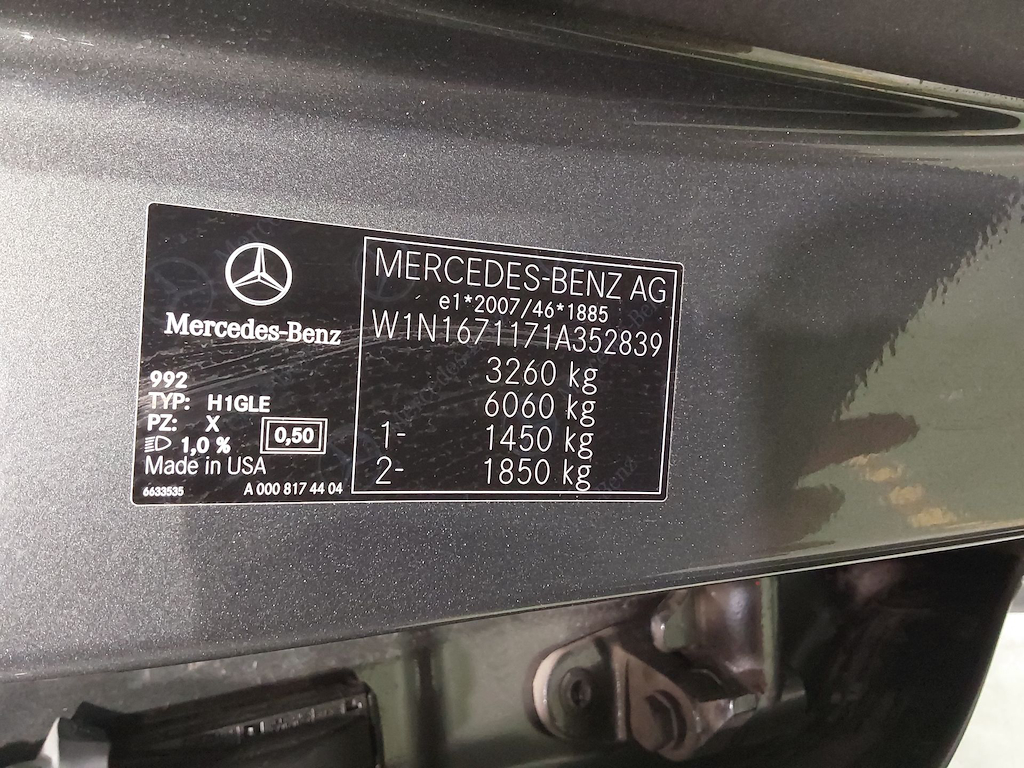 Mercedes-Benz
992
TYP: H1GLE
PZ: X
1,0 % 0,50
Made in USA
6633535 A 000 817 44 04
MERCEDES-BENZ AG
e1*2007/46*1885
W1N1671171A352839
3260 kg
6060 kg
1- 1450 kg
2- 1850 kg